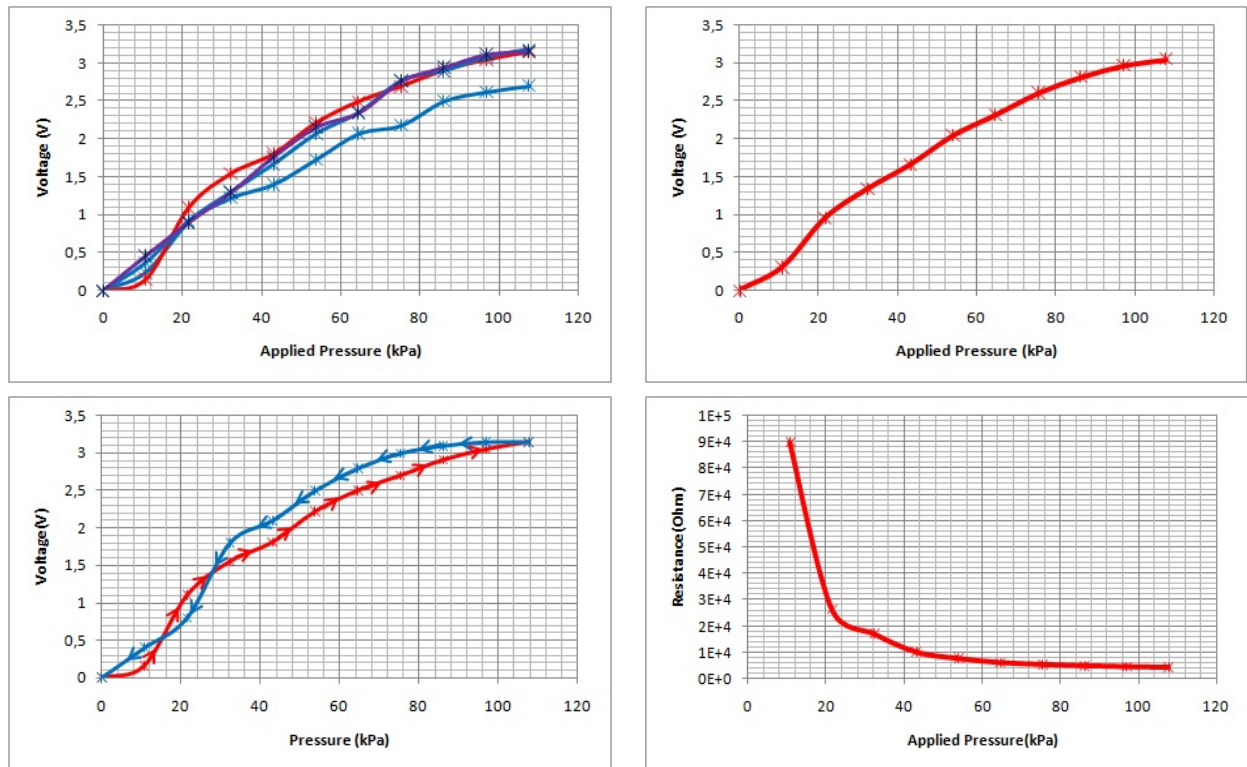 3,5
3
2,5
2
1,5
1
0,5
0
0 20 40 60 80 100 120
Voltage (V)
Applied Pressure (kPa)
3,5
3
2,5
2
1,5
1
0,5
0
0 20 40 60 80 100 120
Voltage (V)
Applied Pressure (kPa)
3,5
3
2,5
2
1,5
1
0,5
0
0 20 40 60 80 100 120
Voltage(V)
Pressure (kPa)
1E+5
9E+4
8E+4
7E+4
6E+4
5E+4
4E+4
3E+4
2E+4
1E+4
0E+0
0 20 40 60 80 100 120
Resistance(Ohm)
Applied Pressure(kPa)